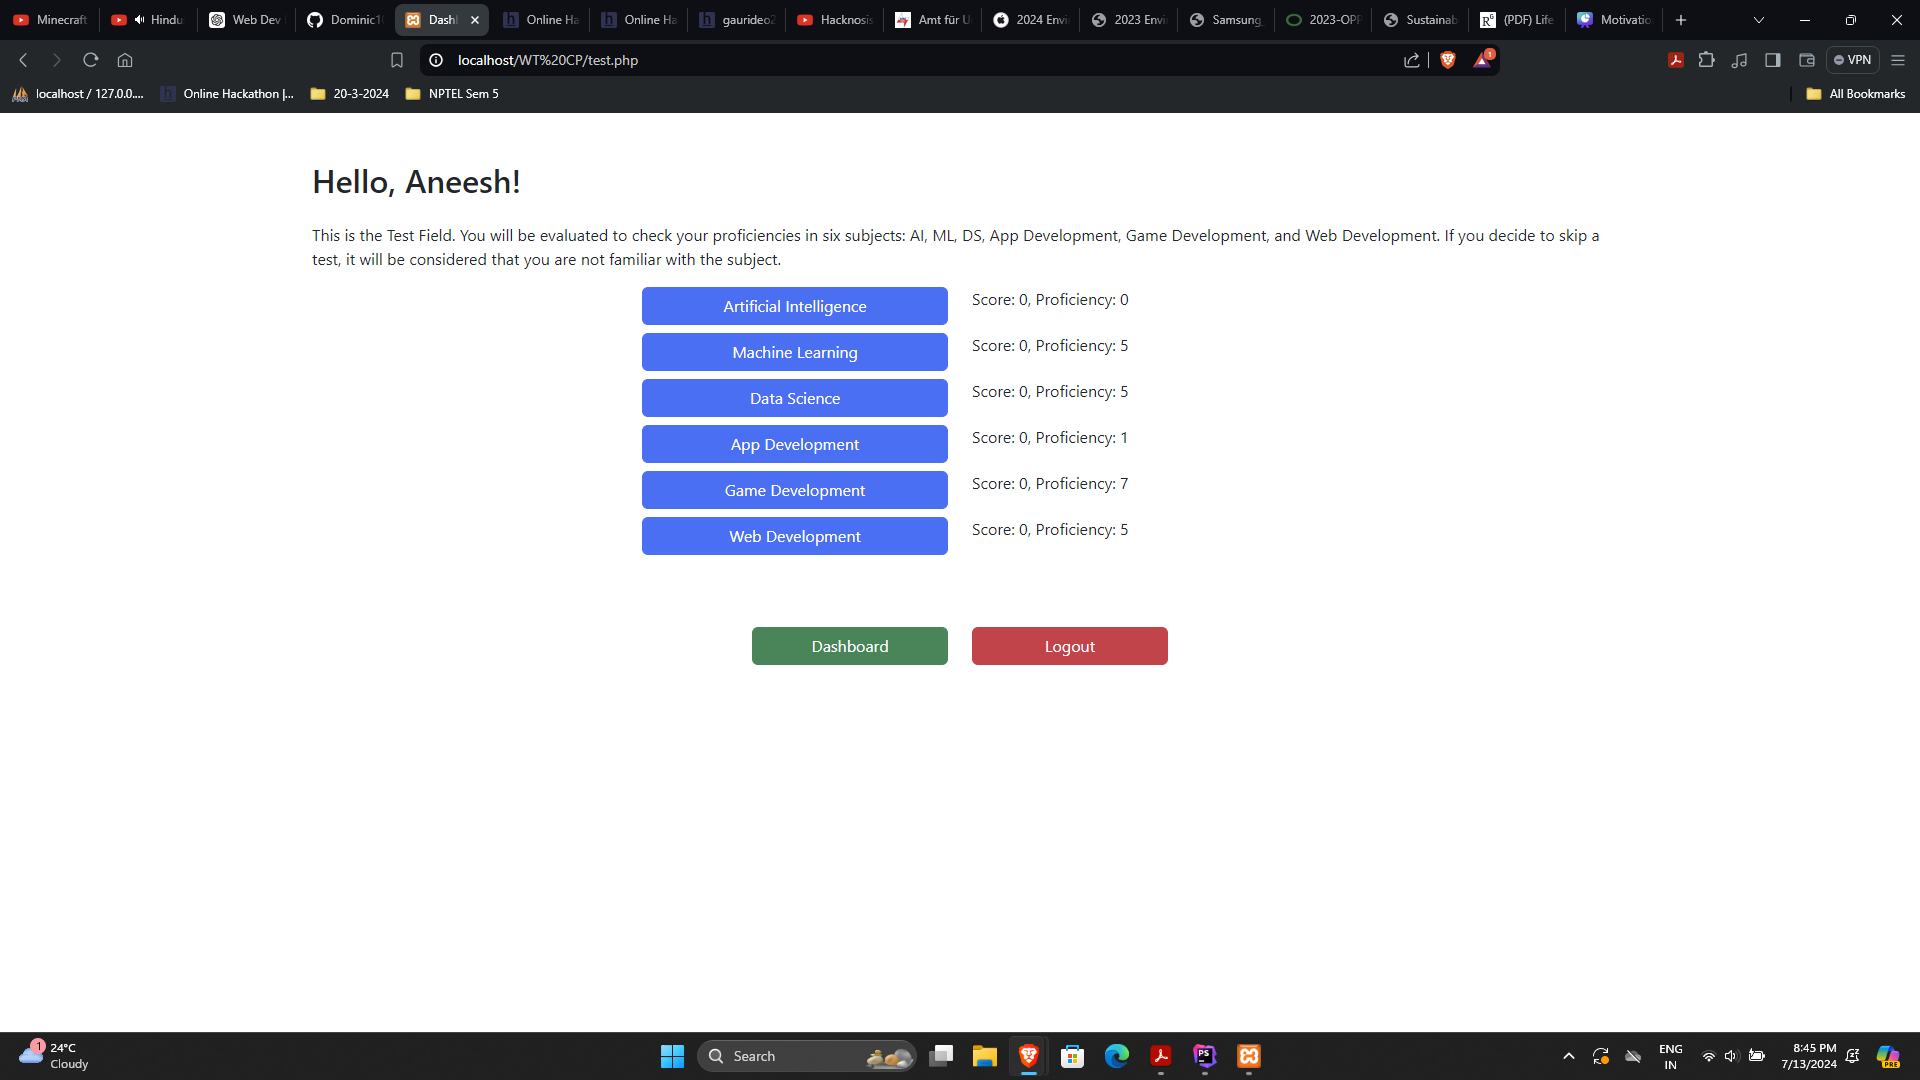 Minecraft
Hindu
Web Dev
Dominic1
Dash
Online Ha
Online Ha
gaurideo2
Hacknosis
Amt für U
2024 Envi
2023 Envi
Samsung_
2023-OPP
Sustainab
(PDF) Life
Motivatio
localhost/WT%20CP/test.php
1
VPN
localhost / 127.0.0....
Online Hackathon |...
20-3-2024
NPTEL Sem 5
All Bookmarks
Hello, Aneesh!
This is the Test Field. You will be evaluated to check your proficiencies in six subjects: AI, ML, DS, App Development, Game Development, and Web Development. If you decide to skip a
test, it will be considered that you are not familiar with the subject.
Artificial Intelligence Score: 0, Proficiency: 0
Machine Learning Score: 0, Proficiency: 5
Data Science Score: 0, Proficiency: 5
App Development Score: 0, Proficiency: 1
Game Development Score: 0, Proficiency: 7
Web Development Score: 0, Proficiency: 5
Dashboard Logout
1
24°C
Cloudy
Search
PS
ENG
IN
8:45 PM
7/13/2024
PRE